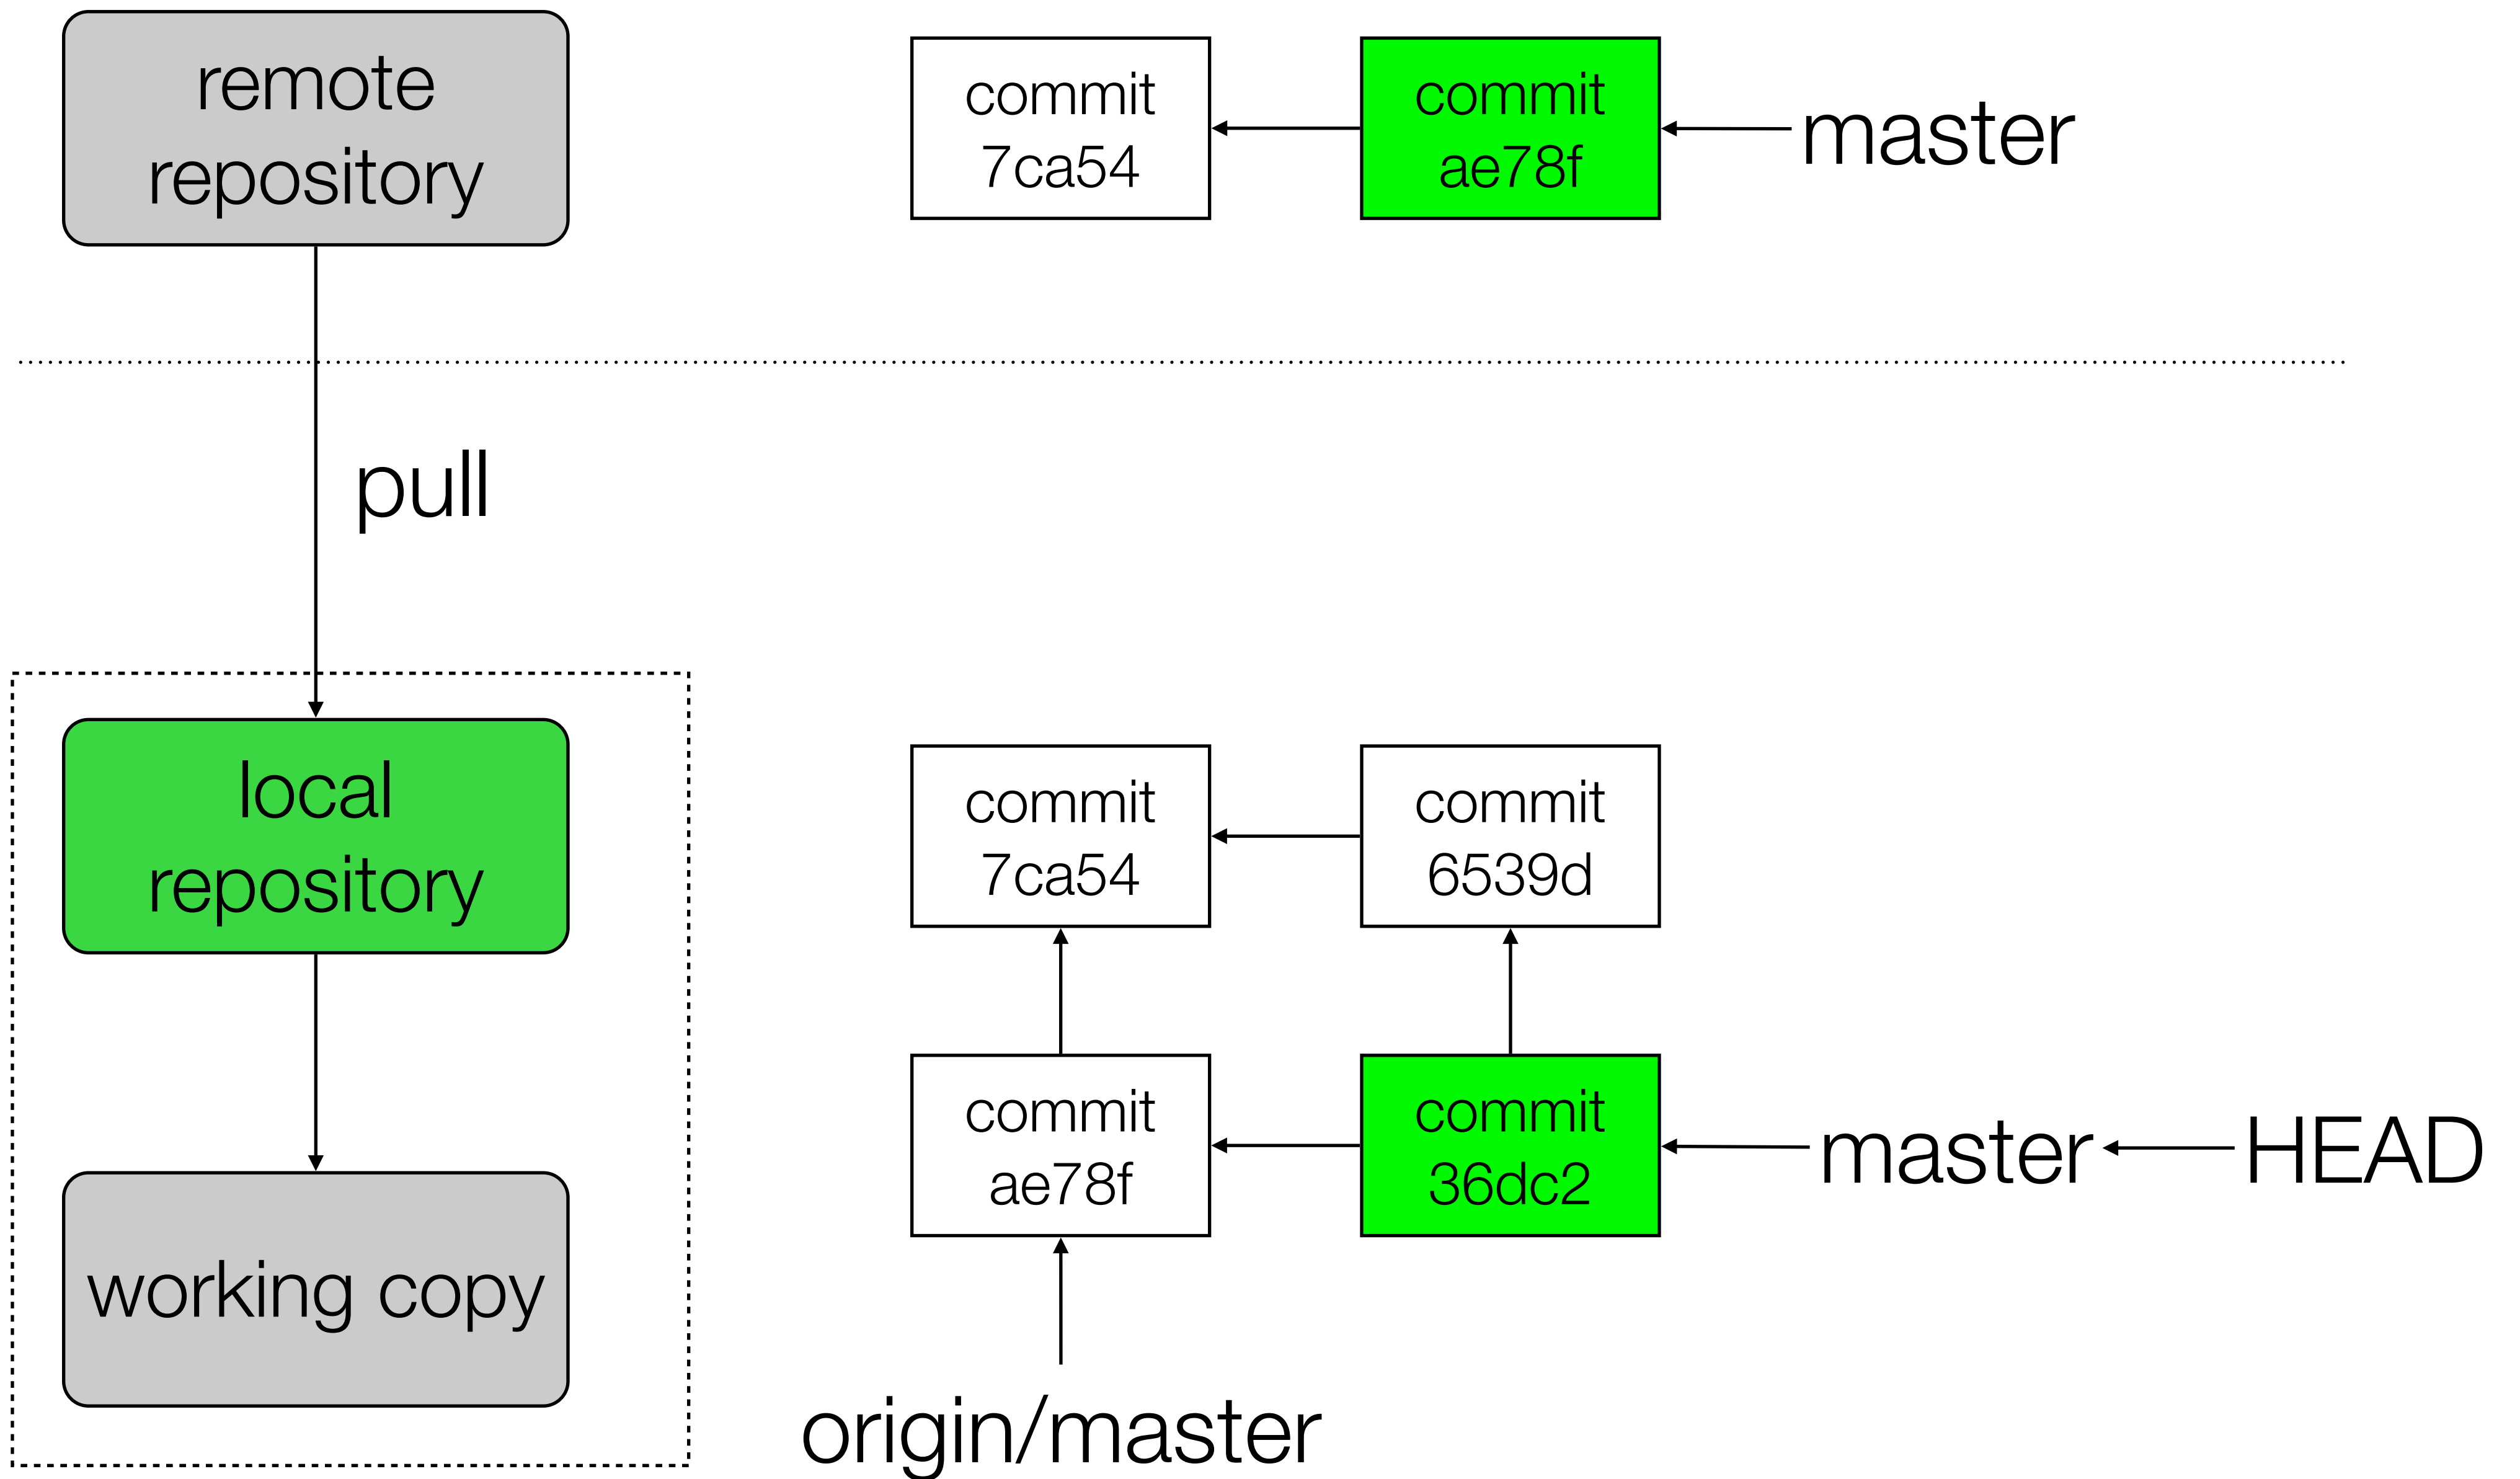 remote
repository
commit
7ca54
commit
ae78f
master
pull
local
repository
commit
7ca54
commit
6539d
working copy
commit
ae78f
commit
36dc2
master
HEAD
origin/master